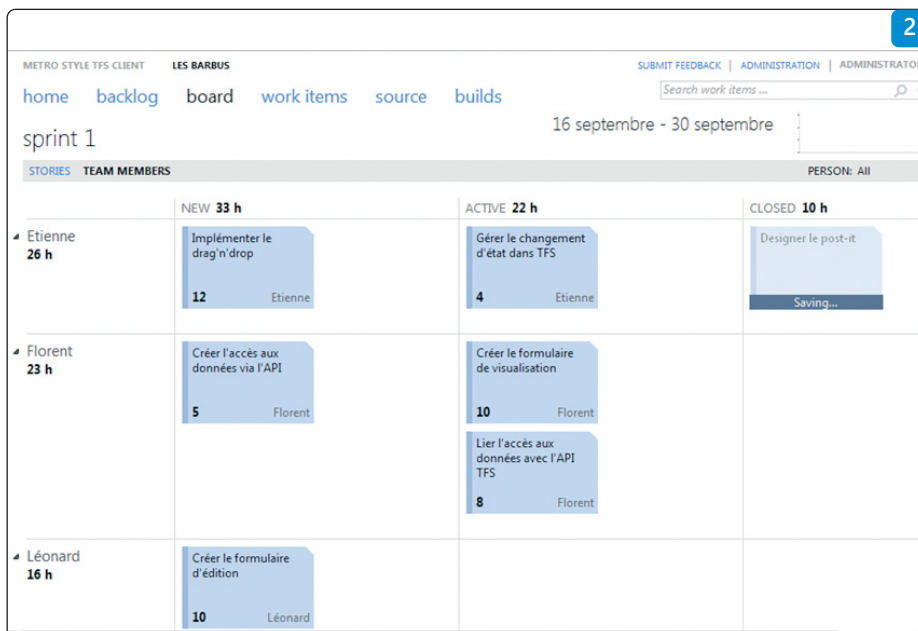 2
METRO STYLE TFS CLIENT LES BARBUS SUBMIT FEEDBACK | ADMINISTRATION | ADMINISTRATOR
home backlog board work items source builds Search work items ...
sprint 1 16 septembre - 30 septembre
STORIES TEAM MEMBERS PERSON: All
NEW 33 h ACTIVE 22 h CLOSED 10 h
Etienne
26 h
Implémenter le
drag'n'drop
12 Etienne
Gérer le changement
d'état dans TFS
4 Etienne
Designer le post-it
Saving...
Florent
23 h
Créer l'accès aux
données via l'API
5 Florent
Créer le formulaire
de visualisation
10 Florent
Lier l'accès aux
données avec l'API
TFS
8 Florent
Léonard
16 h
Créer le formulaire
d'édition
10 Léonard